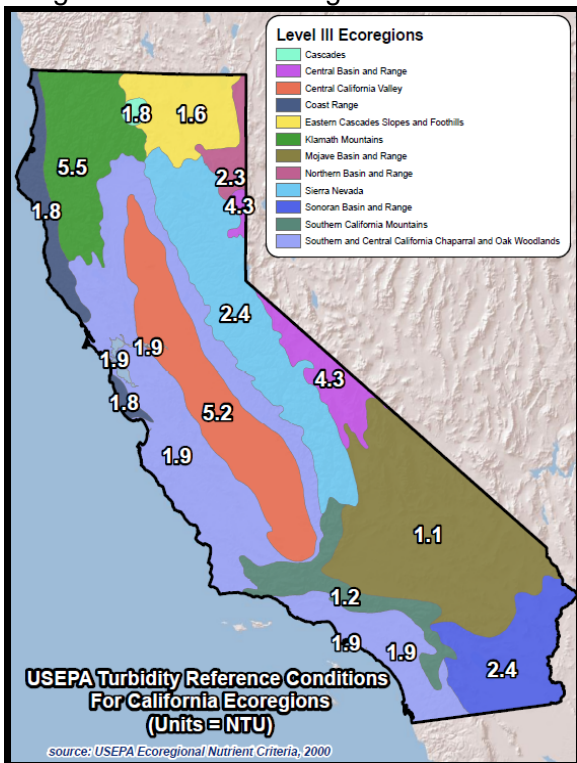 Level III Ecoregions
Cascades
Central Basin and Range
Central California Valley
Coast Range
Eastern Cascades Slopes and Foothills
Klamath Mountains
Mojave Basin and Range
Northern Basin and Range
Sierra Nevada
Sonoran Basin and Range
Southern California Mountains
Southern and Central California Chaparral and Oak Woodlands
1.8
1.6
5.5
2.3
4.3
1.8
2.4
1.9
1.9
4.3
1.8
5.2
1.9
1.1
1.2
1.9
1.9
2.4
USEPA Turbidity Reference Conditions
For California Ecoregions
(Units = NTU)
source: USEPA Ecoregional Nutrient Criteria, 2000